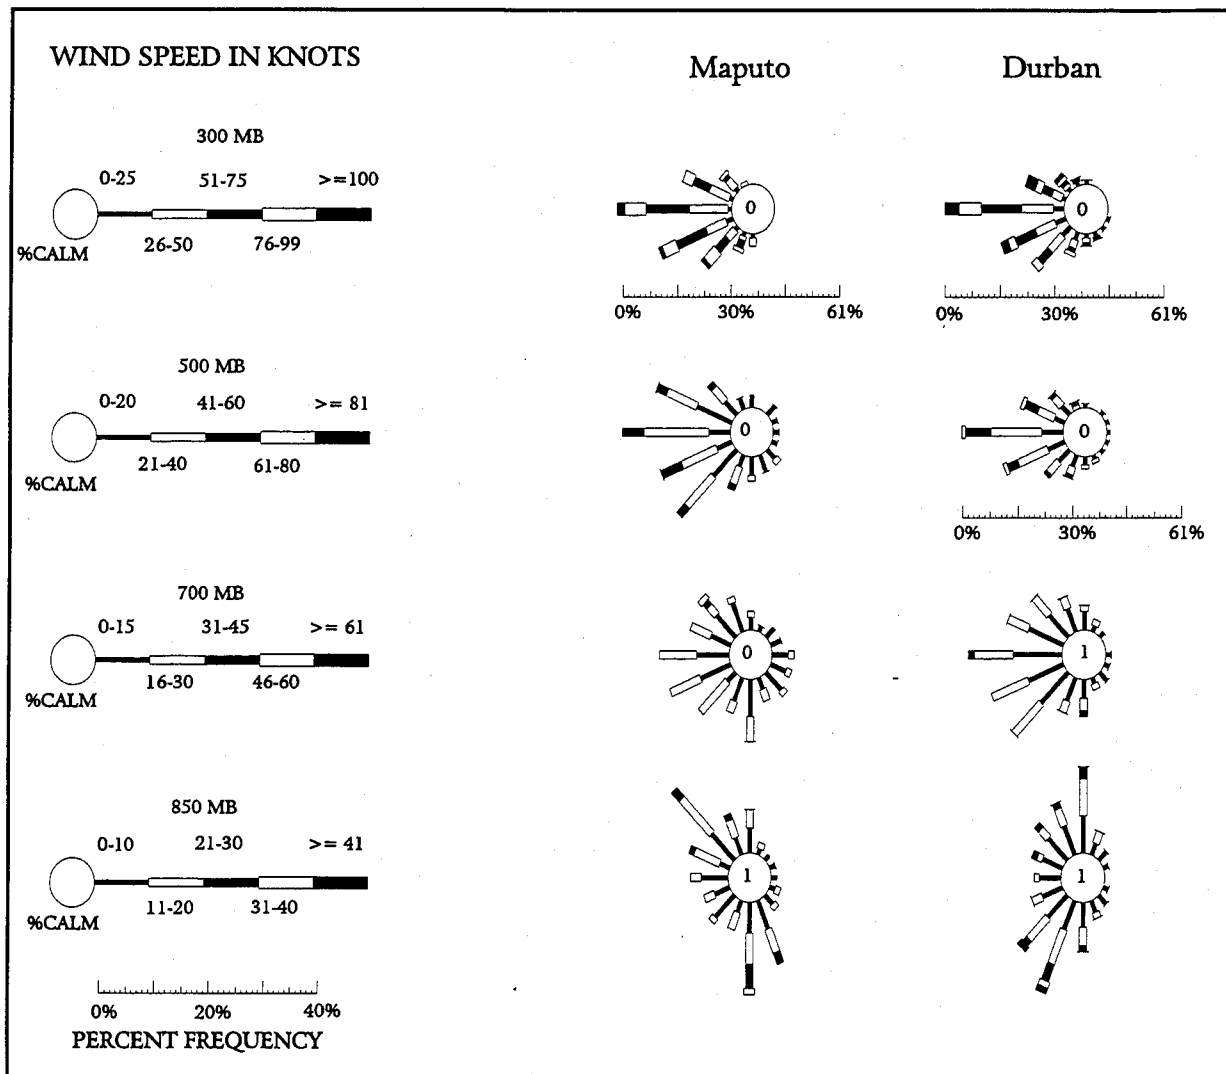 WIND SPEED IN KNOTS
Maputo Durban
300 MB
0-25 51-75 >=100
%CALM 26-50 76-99
0 0
0% 30% 61% 0% 30% 61%
500 MB
0-20 41-60 >= 81
%CALM 21-40 61-80
0 0
0% 30% 61%
700 MB
0-15 31-45 >= 61
%CALM 16-30 46-60
0 1
850 MB
0-10 21-30 >= 41
%CALM 11-20 31-40
1 1
0% 20% 40%
PERCENT FREQUENCY